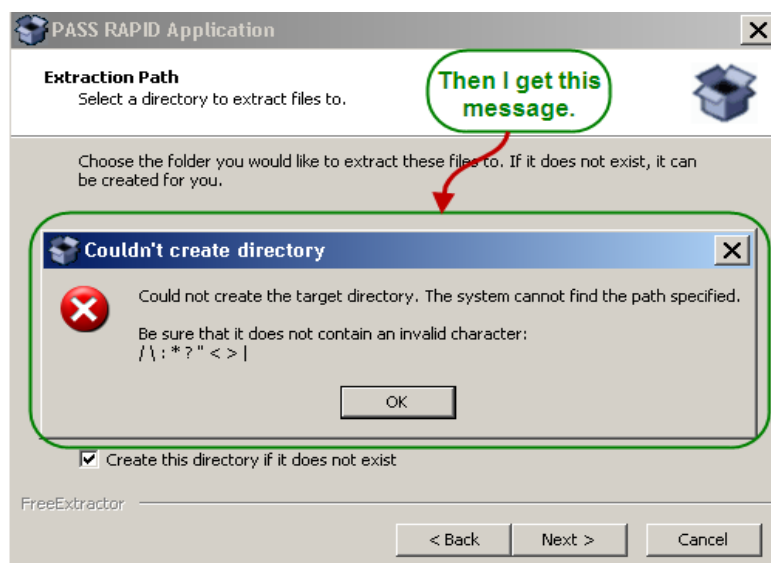 PASS RAPID Application
Extraction Path
Select a directory to extract files to.
Then I get this
message.
Choose the folder you would like to extract these files to. If it does not exist, it can
be created for you.
Couldn't create directory
Could not create the target directory. The system cannot find the path specified.
Be sure that it does not contain an invalid character:
/ \ : * ? " < > |
OK
Create this directory if it does not exist
FreeExtractor
< Back
Next >
Cancel